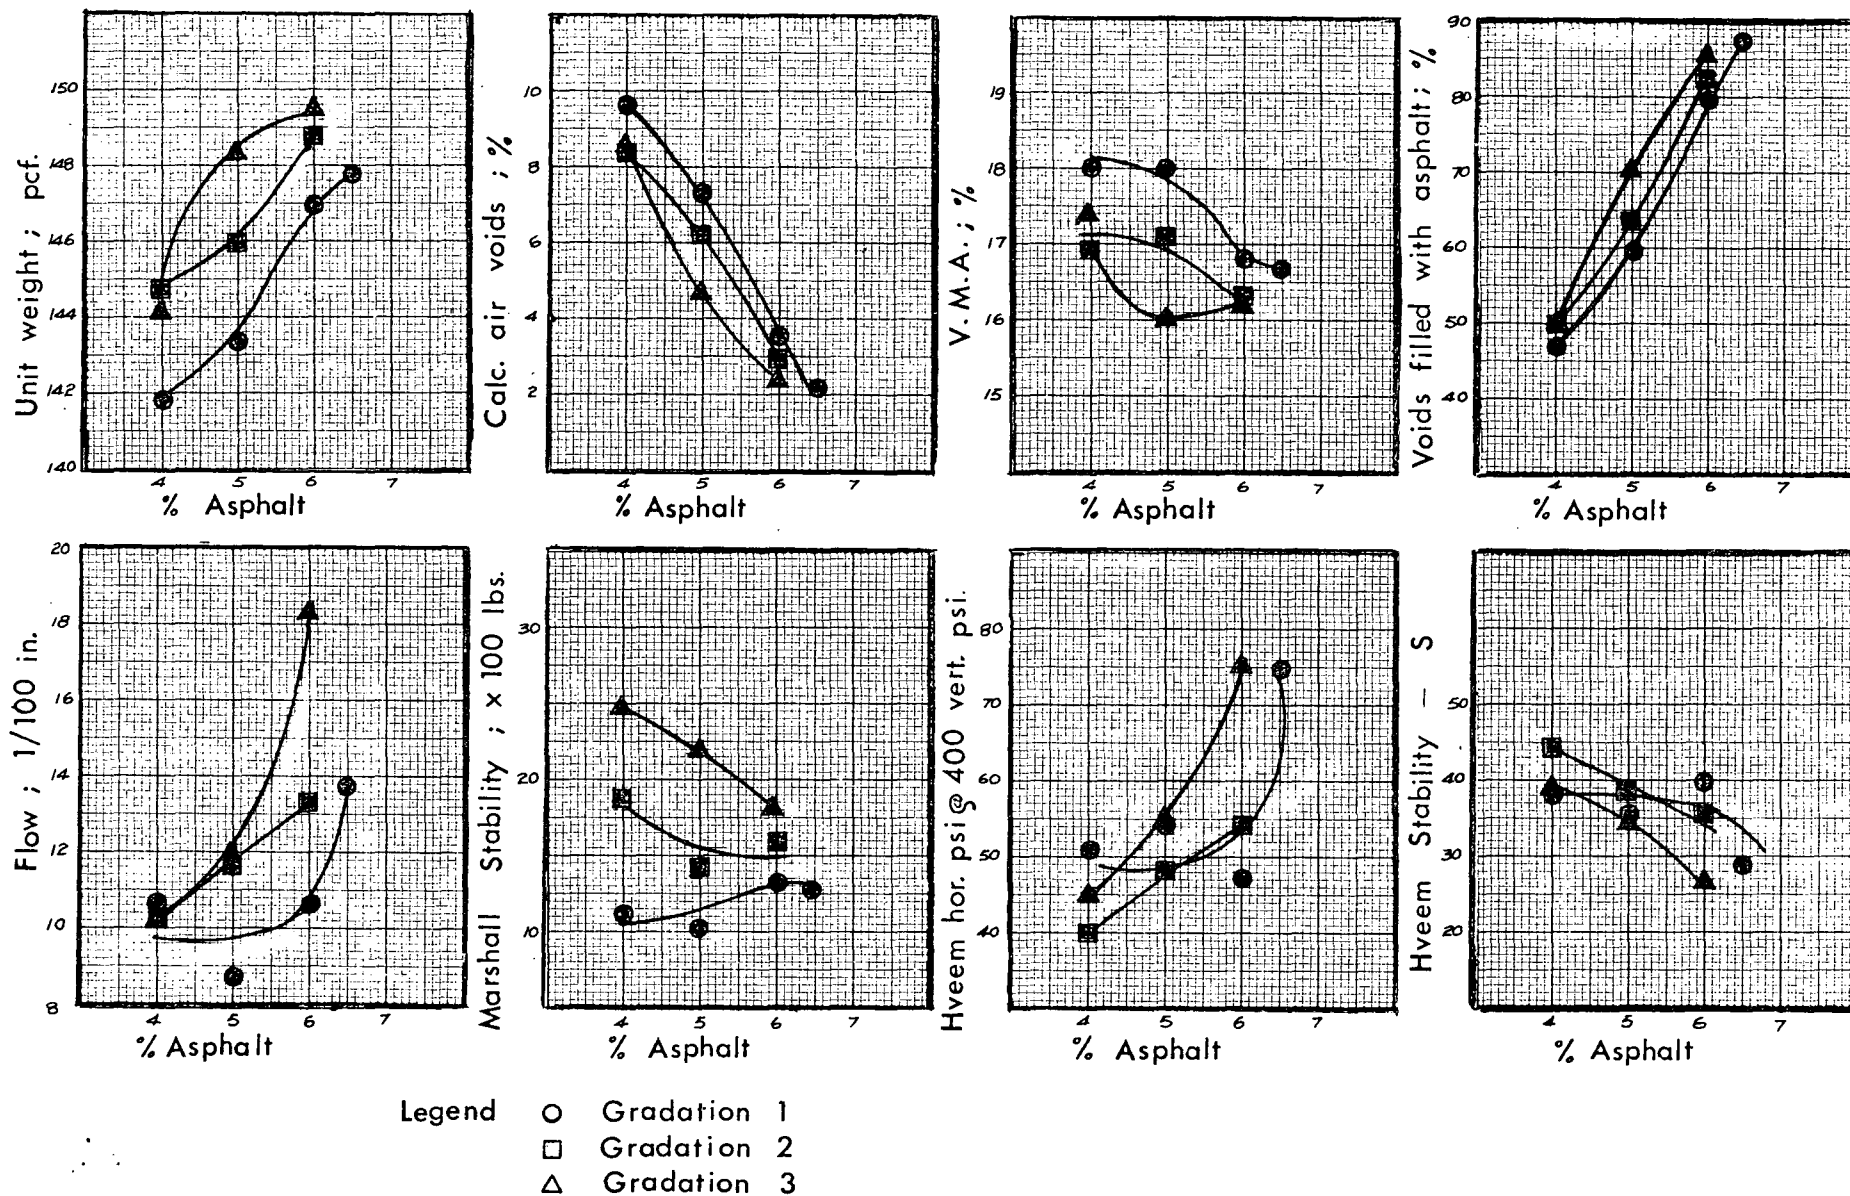 Unit weight ; pcf.
150
148
146
144
142
140
4 5 6 7
% Asphalt
Calc. air voids ; %
10
8
6
4
2
4 5 6 7
% Asphalt
V.M.A. ; %
19
18
17
16
15
4 5 6 7
% Asphalt
Voids filled with asphalt ; %
90
80
70
60
50
40
4 5 6 7
% Asphalt
Flow ; 1/100 in.
20
18
16
14
12
10
8
4 5 6 7
% Asphalt
Marshall Stability ; x 100 lbs.
30
20
10
4 5 6 7
% Asphalt
Hveem hor. psi @ 400 vert. psi.
80
70
60
50
40
4 5 6 7
% Asphalt
Hveem Stability – S
50
40
30
20
4 5 6 7
% Asphalt
Legend
Gradation 1
Gradation 2
Gradation 3